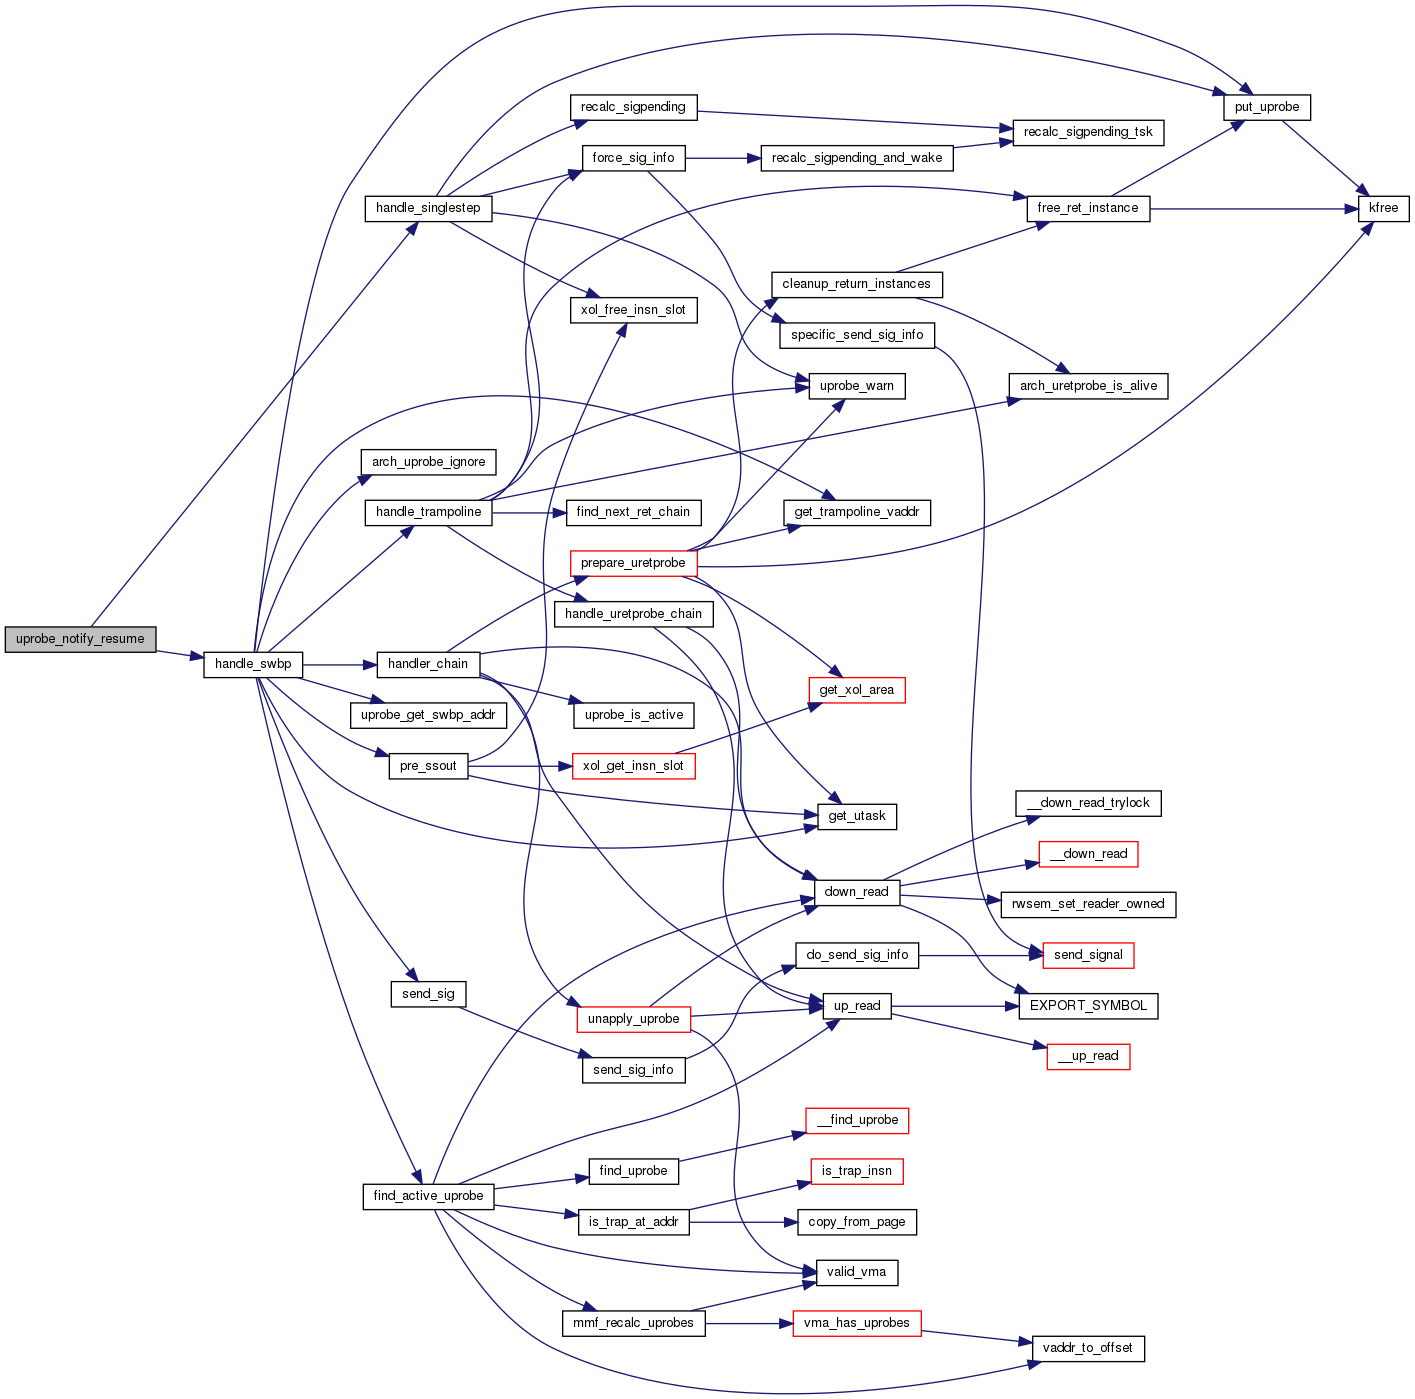 put_uprobe
recalc_sigpending
recalc_sigpending_tsk
force_sig_info
recalc_sigpending_and_wake
handle_singlestep
free_ret_instance
kfree
cleanup_return_instances
xol_free_insn_slot
specific_send_sig_info
uprobe_warn
arch_uretprobe_is_alive
arch_uprobe_ignore
handle_trampoline
find_next_ret_chain
get_trampoline_vaddr
prepare_uretprobe
handle_uretprobe_chain
uprobe_notify_resume
handle_swbp
handler_chain
get_xol_area
uprobe_get_swbp_addr
uprobe_is_active
pre_ssout
xol_get_insn_slot
__down_read_trylock
get_utask
__down_read
down_read
rwsem_set_reader_owned
do_send_sig_info
send_signal
send_sig
unapply_uprobe
up_read
EXPORT_SYMBOL
send_sig_info
__up_read
__find_uprobe
find_uprobe
is_trap_insn
find_active_uprobe
is_trap_at_addr
copy_from_page
valid_vma
mmf_recalc_uprobes
vma_has_uprobes
vaddr_to_offset